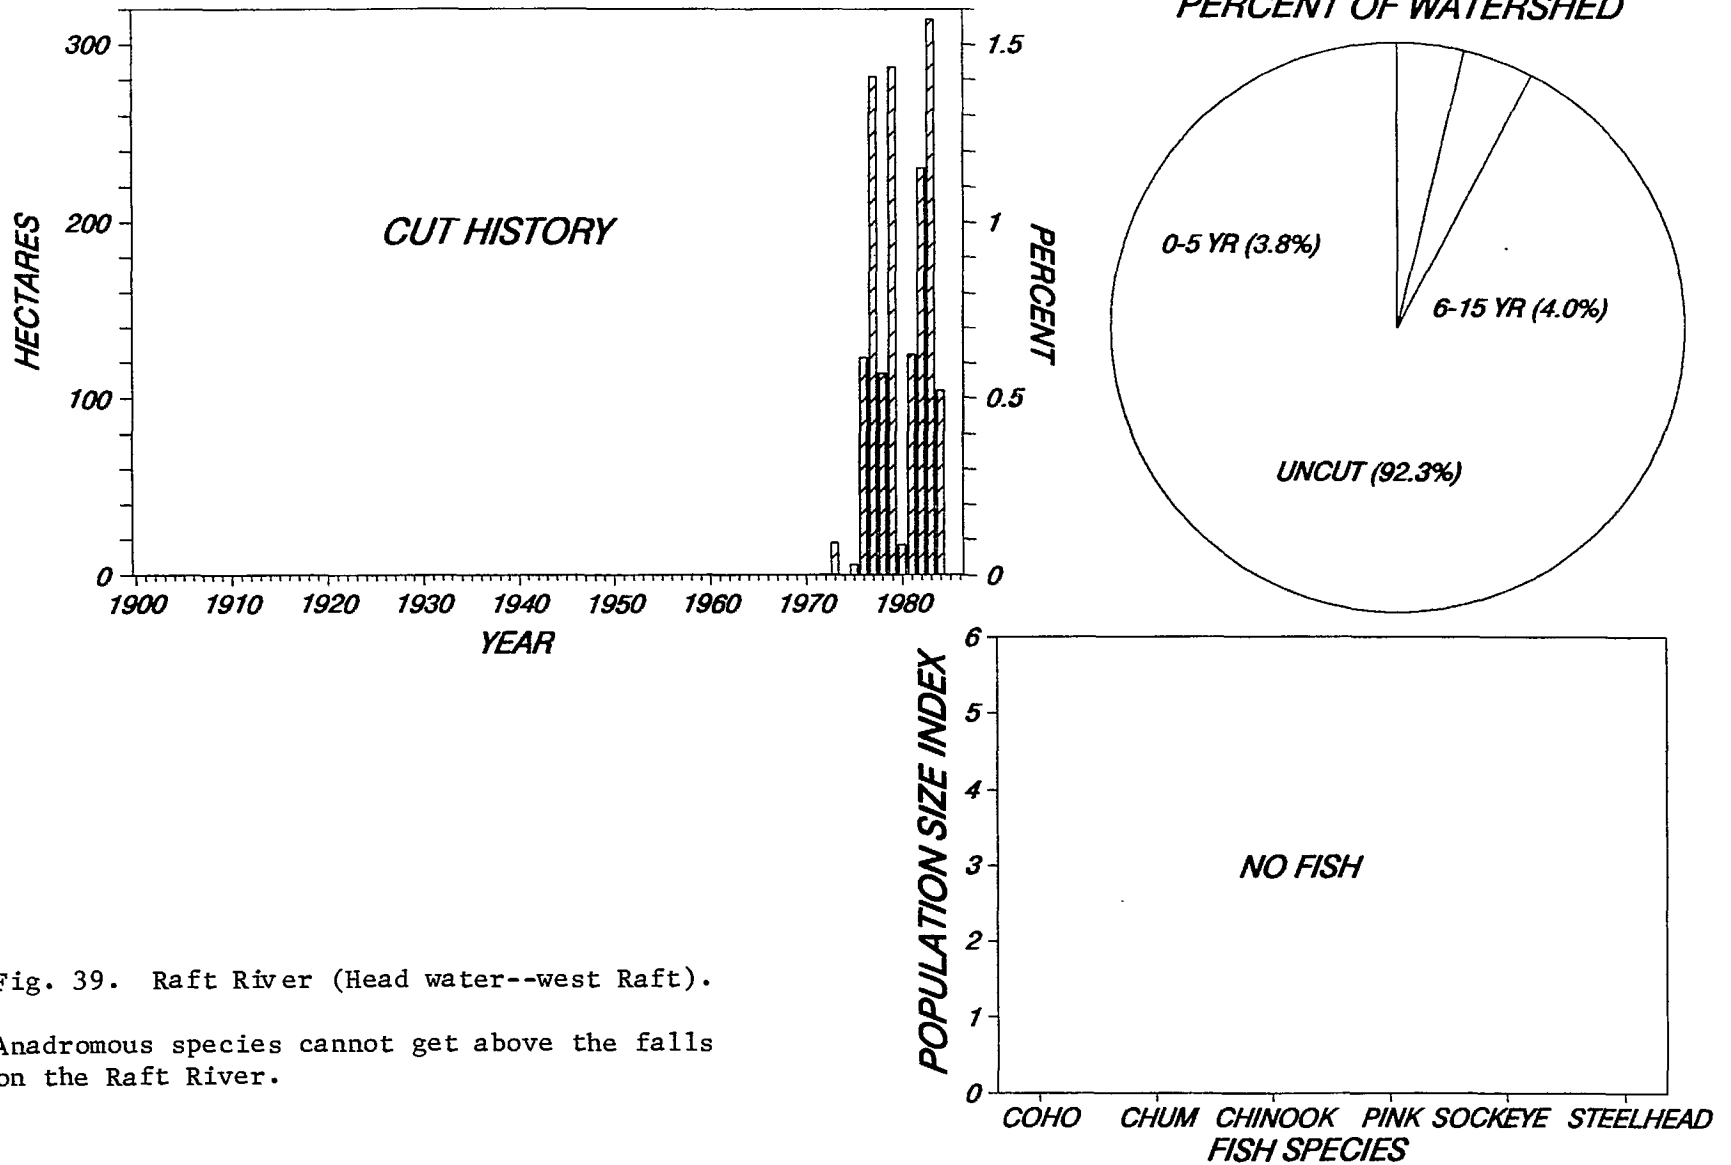 300
200
100
0
HECTARES
CUT HISTORY
1.5
1
0.5
0
PERCENT
1900 1910 1920 1930 1940 1950 1960 1970 1980
YEAR
PERCENT OF WATERSHED
0-5 YR (3.8%)
6-15 YR (4.0%)
UNCUT (92.3%)
6
5
4
3
2
1
0
POPULATION SIZE INDEX
NO FISH
COHO CHUM CHINOOK PINK SOCKEYE STEELHEAD
FISH SPECIES
Fig. 39. Raft River (Head water--west Raft).
Anadromous species cannot get above the falls
on the Raft River.